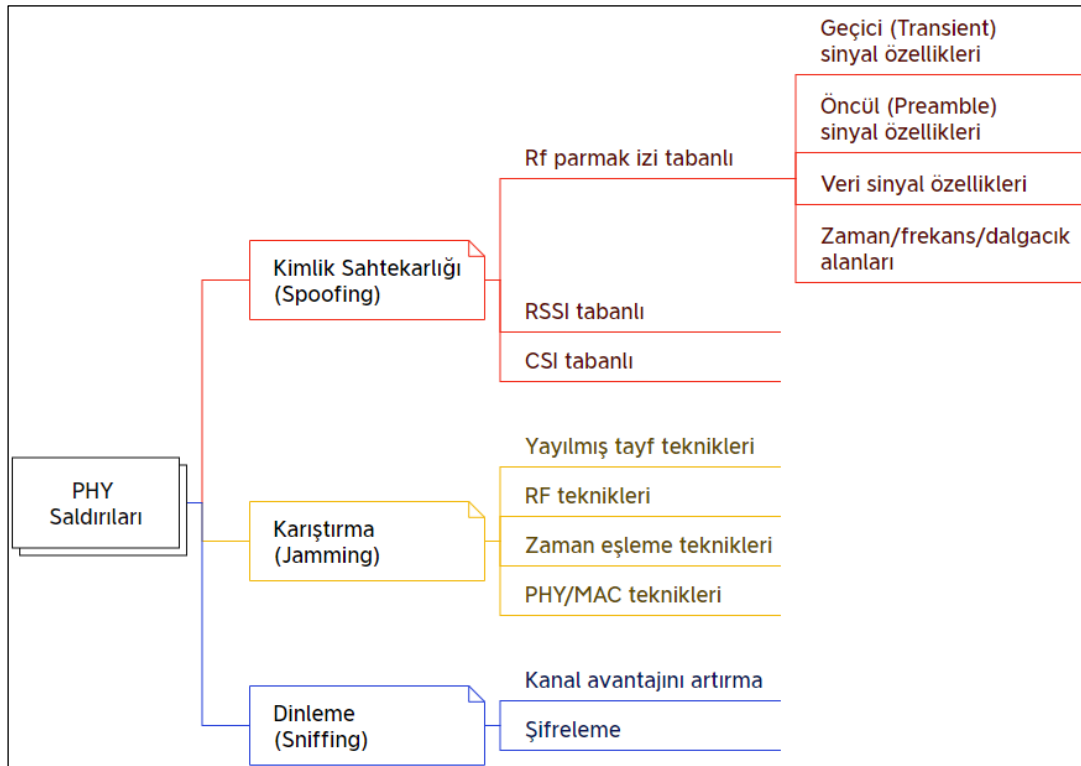 PHY
Saldırıları
Kimlik Sahtekarlığı
(Spoofing)
Rf parmak izi tabanlı
Geçici (Transient)
sinyal özellikleri
Öncül (Preamble)
sinyal özellikleri
Veri sinyal özellikleri
Zaman/frekans/dalgacık
alanları
RSSI tabanlı
CSI tabanlı
Karıştırma
(Jamming)
Yayılmış tayf teknikleri
RF teknikleri
Zaman eşleme teknikleri
PHY/MAC teknikleri
Dinleme
(Sniffing)
Kanal avantajını artırma
Şifreleme